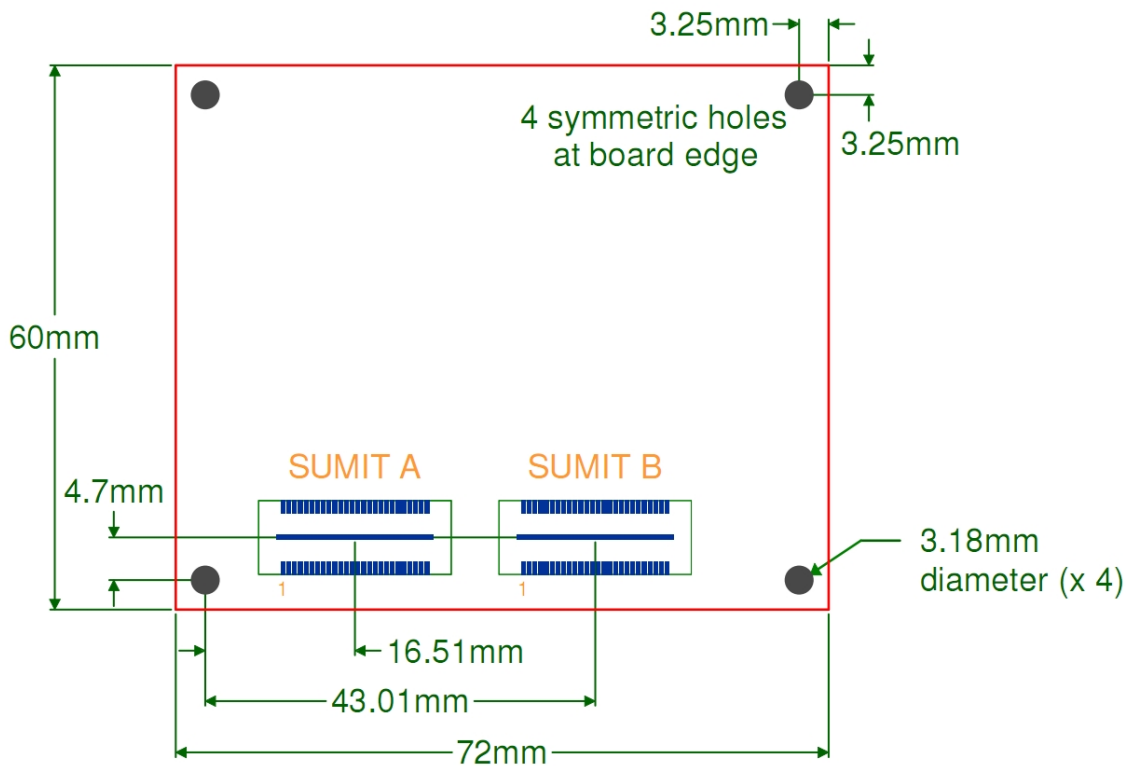 3.25mm
4 symmetric holes
at board edge
3.25mm
60mm
SUMIT A
SUMIT B
4.7mm
3.18mm
diameter (x 4)
1
1
16.51mm
43.01mm
72mm